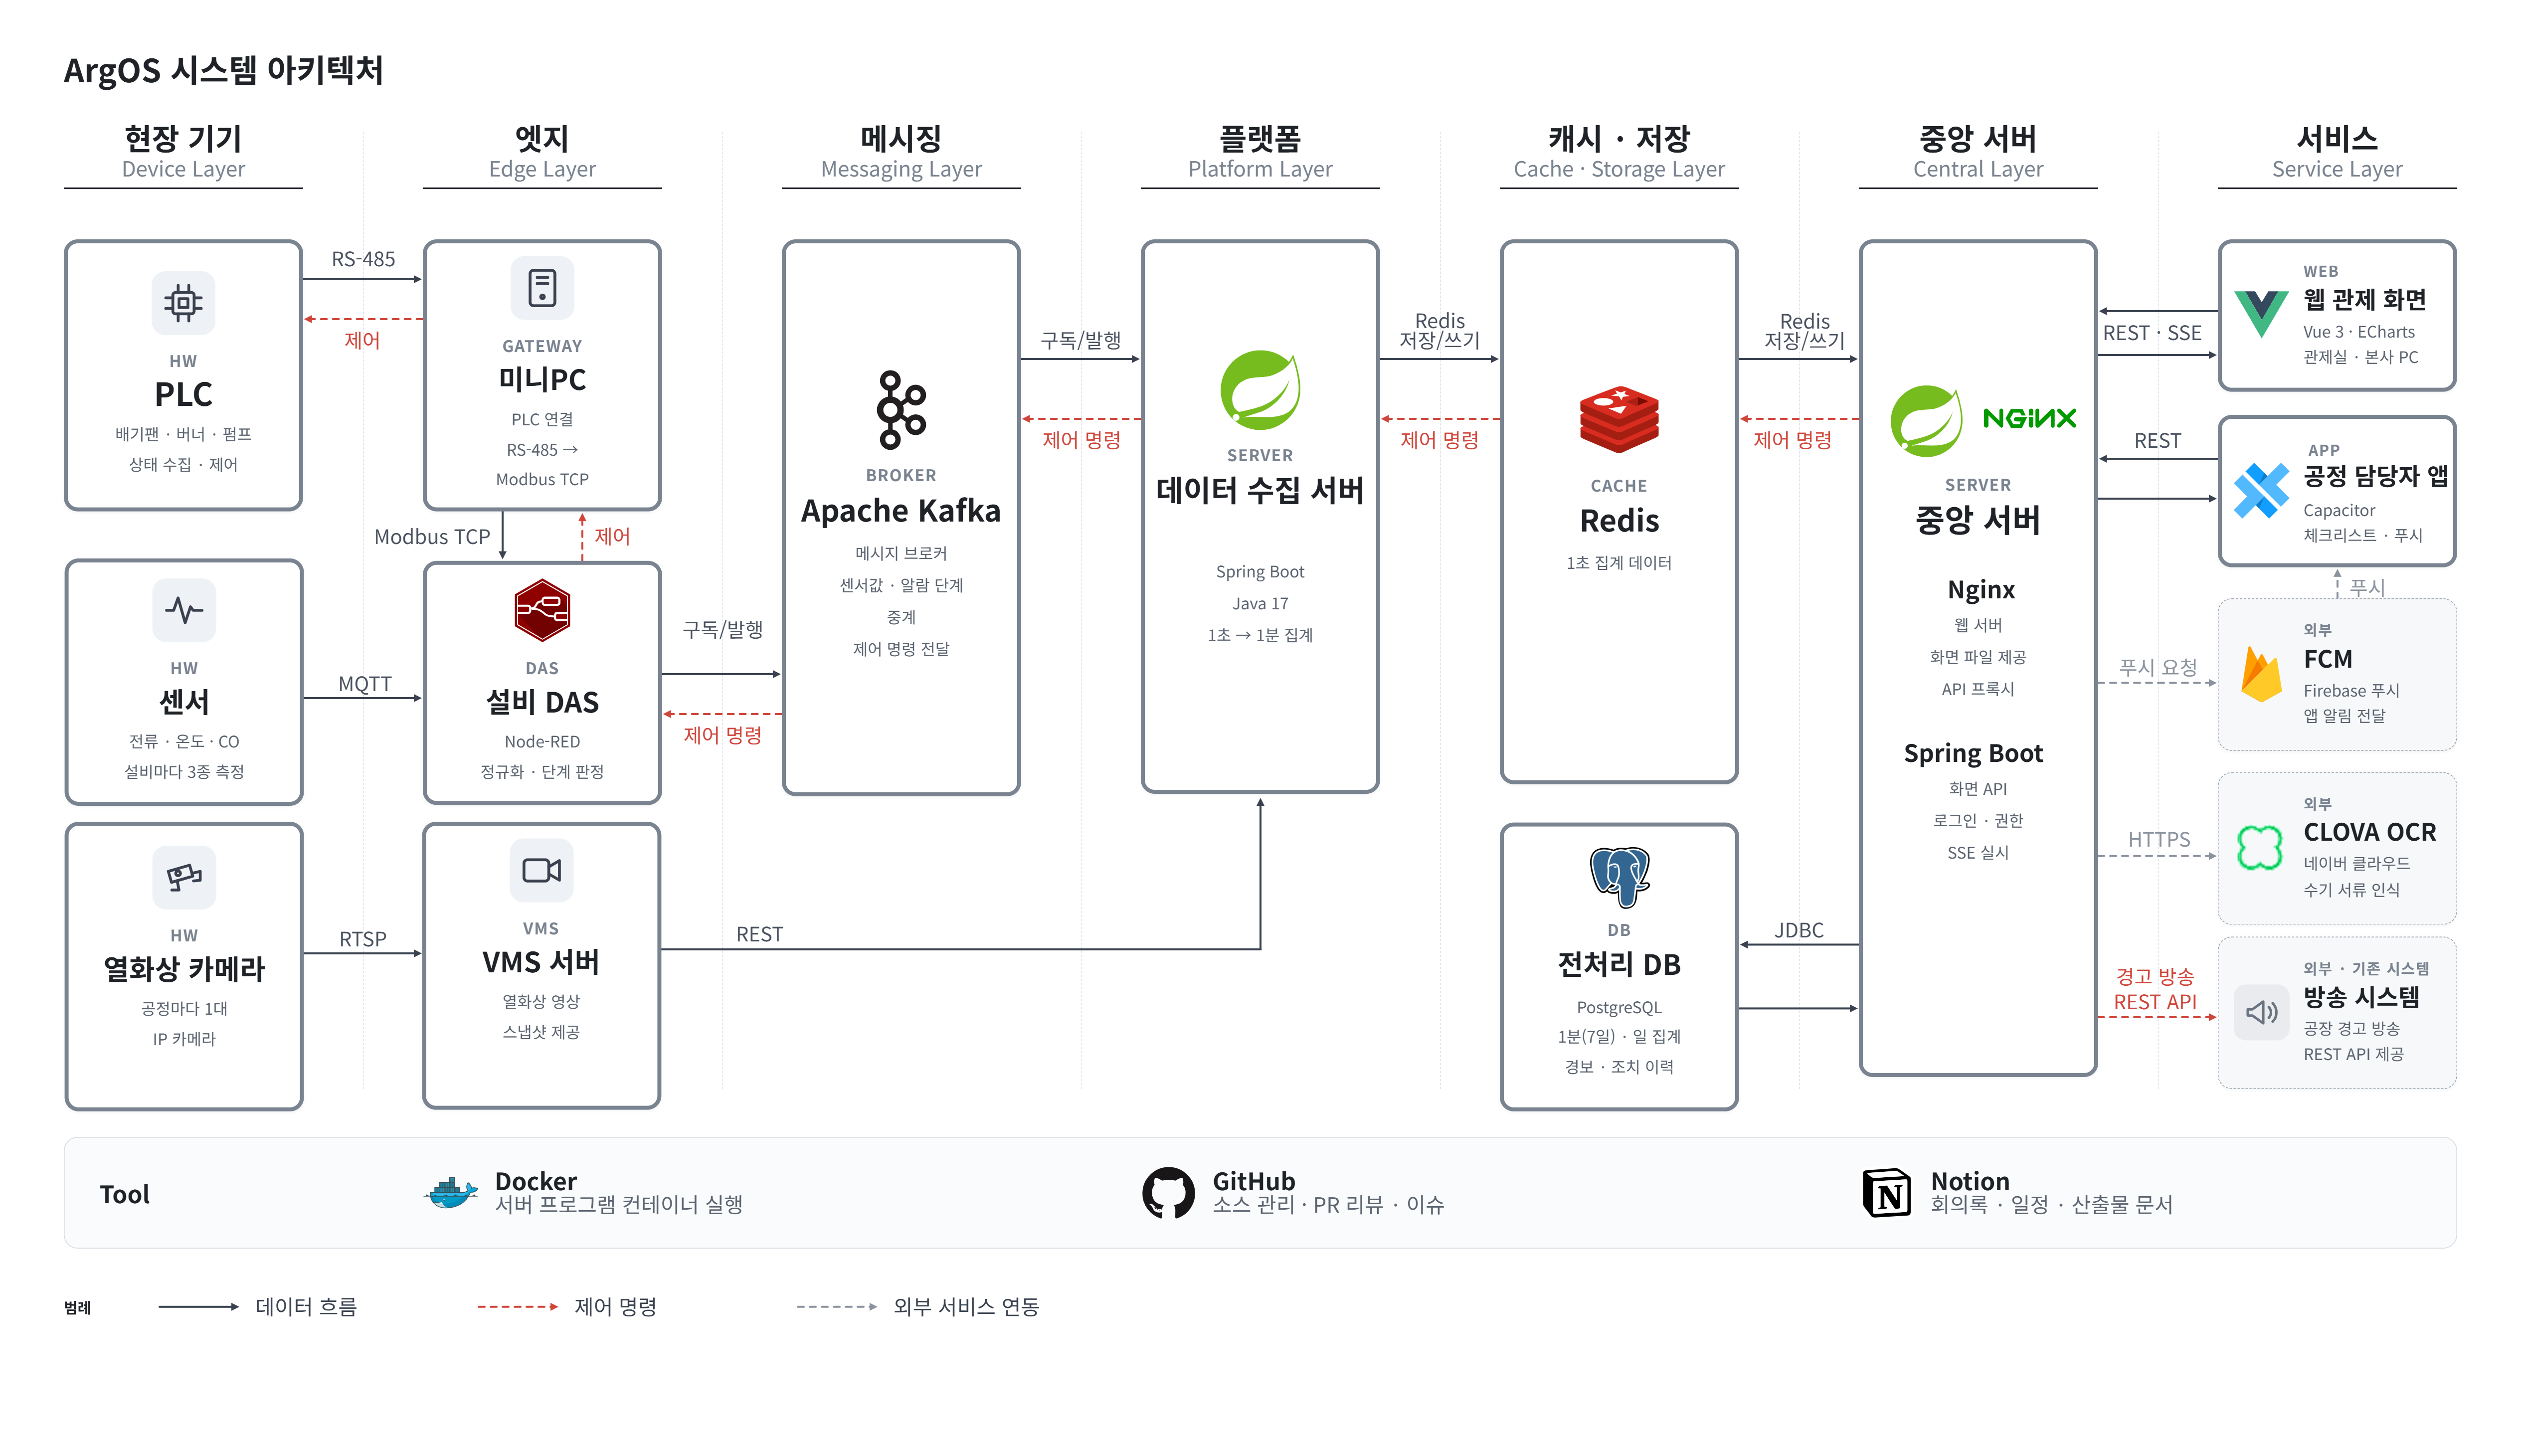 ArgOS 시스템 아키텍처
현장 기기
Device Layer
엣지
Edge Layer
메시징
Messaging Layer
플랫폼
Platform Layer
캐시 · 저장
Cache · Storage Layer
중앙 서버
Central Layer
서비스
Service Layer
HW
PLC
배기팬 · 버너 · 펌프
상태 수집 · 제어
RS-485
제어
GATEWAY
미니PC
PLC 연결
RS-485 →
Modbus TCP
Modbus TCP
제어
HW
센서
전류 · 온도 · CO
설비마다 3종 측정
MQTT
DAS
설비 DAS
Node-RED
정규화 · 단계 판정
구독/발행
제어 명령
HW
열화상 카메라
공정마다 1대
IP 카메라
RTSP
VMS
VMS 서버
열화상 영상
스냅샷 제공
REST
BROKER
Apache Kafka
메시지 브로커
센서값 · 알람 단계
중계
제어 명령 전달
구독/발행
제어 명령
SERVER
데이터 수집 서버
Spring Boot
Java 17
1초 → 1분 집계
Redis
저장/쓰기
제어 명령
CACHE
Redis
1초 집계 데이터
Redis
저장/쓰기
제어 명령
DB
전처리 DB
PostgreSQL
1분(7일) · 일 집계
경보 · 조치 이력
JDBC
NGINX
SERVER
중앙 서버
Nginx
웹 서버
화면 파일 제공
API 프록시
Spring Boot
화면 API
로그인 · 권한
SSE 실시
REST · SSE
REST
푸시 요청
HTTPS
경고 방송
REST API
WEB
웹 관제 화면
Vue 3 · ECharts
관제실 · 본사 PC
APP
공정 담당자 앱
Capacitor
체크리스트 · 푸시
푸시
외부
FCM
Firebase 푸시
앱 알림 전달
외부
CLOVA OCR
네이버 클라우드
수기 서류 인식
외부 · 기존 시스템
방송 시스템
공장 경고 방송
REST API 제공
Tool
Docker
서버 프로그램 컨테이너 실행
GitHub
소스 관리 · PR 리뷰 · 이슈
N
Notion
회의록 · 일정 · 산출물 문서
범례
데이터 흐름
제어 명령
외부 서비스 연동